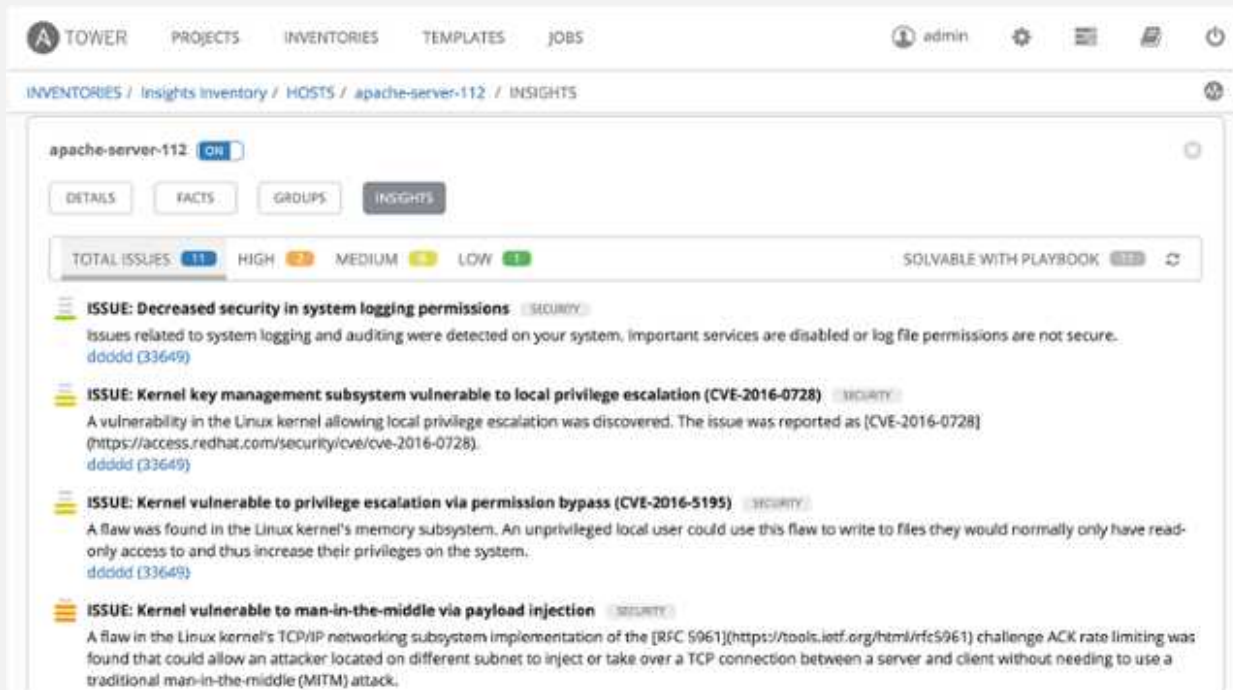 A TOWER PROJECTS INVENTORIES TEMPLATES JOBS admin
INVENTORIES / Insights Inventory / HOSTS / apache-server-112 / INSIGHTS
apache-server-112 ON
DETAILS FACTS GROUPS INSIGHTS
TOTAL ISSUES 11 HIGH 2 MEDIUM LOW 1 SOLVABLE WITH PLAYBOOK
ISSUE: Decreased security in system logging permissions SECURITY
Issues related to system logging and auditing were detected on your system. Important services are disabled or log file permissions are not secure.
ddddd (33649)
ISSUE: Kernel key management subsystem vulnerable to local privilege escalation (CVE-2016-0728) SECURITY
A vulnerability in the Linux kernel allowing local privilege escalation was discovered. The issue was reported as [CVE-2016-0728]
(https://access.redhat.com/security/cve/cve-2016-0728).
ddddd (33649)
ISSUE: Kernel vulnerable to privilege escalation via permission bypass (CVE-2016-5195) SECURITY
A flaw was found in the Linux kernel's memory subsystem. An unprivileged local user could use this flaw to write to files they would normally only have read-
only access to and thus increase their privileges on the system.
ddddd (33649)
ISSUE: Kernel vulnerable to man-in-the-middle via payload injection SECURITY
A flaw in the Linux kernel's TCP/IP networking subsystem implementation of the [RFC 5961](https://tools.ietf.org/html/rfc5961) challenge ACK rate limiting was
found that could allow an attacker located on different subnet to inject or take over a TCP connection between a server and client without needing to use a
traditional man-in-the-middle (MITM) attack.